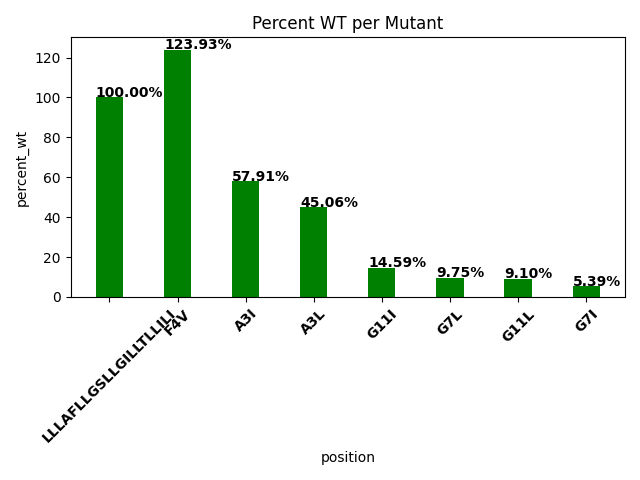 Percent WT per Mutant
percent_wt
120
100
80
60
40
20
0
100.00%
123.93%
57.91%
45.06%
14.59%
9.75%
9.10%
5.39%
LLLAFLLGSLLGILLTLLILI
F4V
A3I
A3L
G11I
G7L
G11L
G7I
position